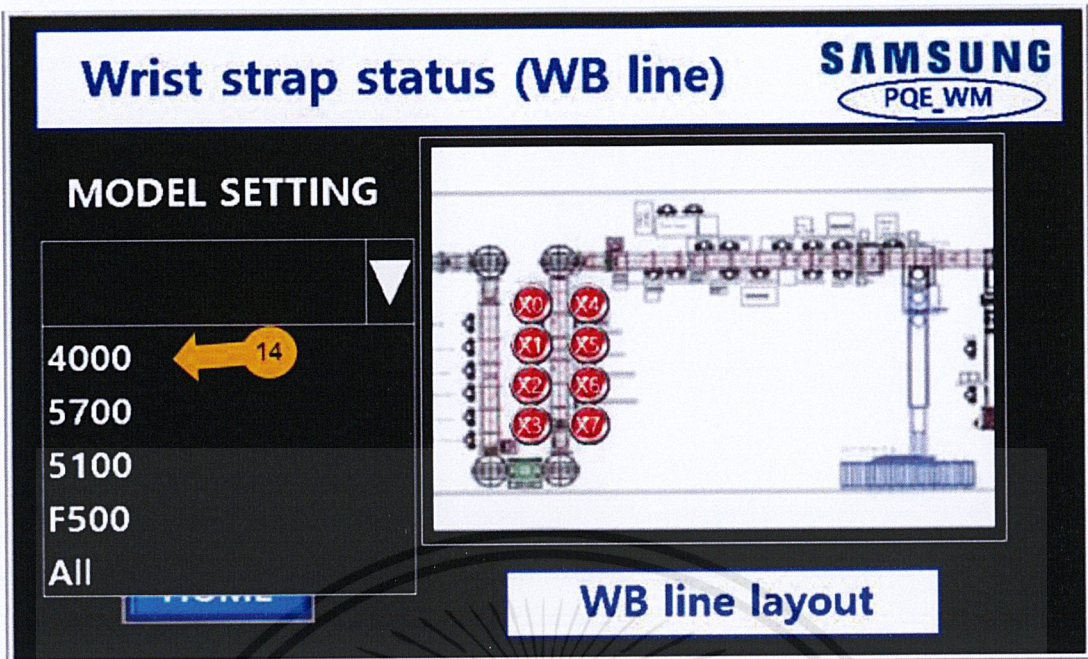 Wrist strap status (WB line)
SAMSUNG
PQE_WM
MODEL SETTING
4000
14
5700
5100
F500
All
HOME
X0 X4
X1 X5
X2 X6
X3 X7
WB line layout